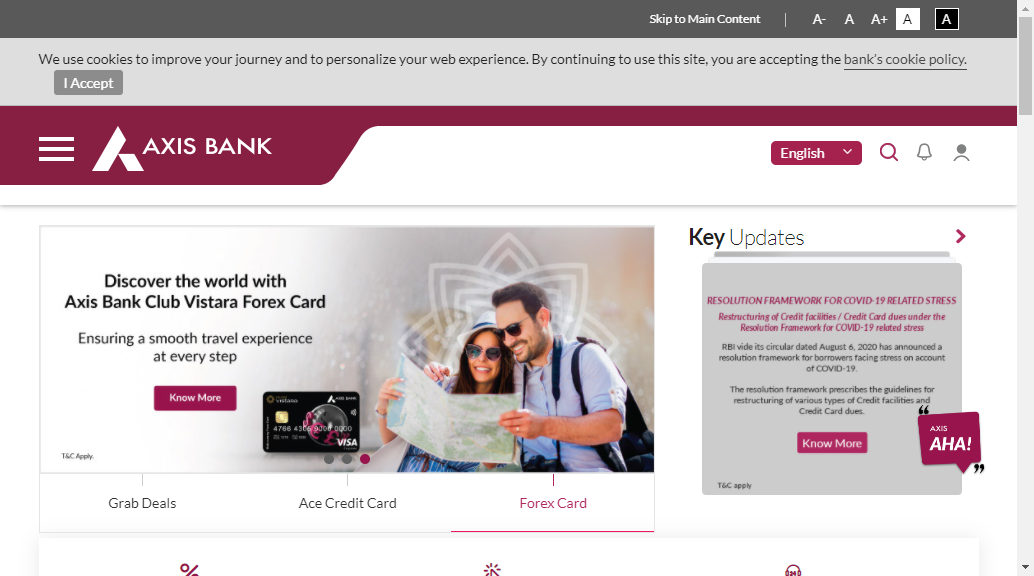 Skip to Main Content | A- A A+ A A
We use cookies to improve your journey and to personalize your web experience. By continuing to use this site, you are accepting the bank's cookie policy.
I Accept
AXIS BANK
English
Key Updates
Discover the world with
Axis Bank Club Vistara Forex Card
Ensuring a smooth travel experience
at every step
Know More
vistara AXIS BANK
VISA
T&C Apply.
RESOLUTION FRAMEWORK FOR COVID-19 RELATED STRESS
Restructuring of Credit facilities / Credit Card dues under the
Resolution Framework for COVID-19 related stress
RBI vide its circular dated August 6, 2020 has announced a
resolution framework for borrowers facing stress on account
of COVID-19.
The resolution framework prescribes the guidelines for
restructuring of various types of Credit facilities and
Credit Card dues.
Know More
T&C apply
“
AXIS
AHA!
”
Grab Deals
Ace Credit Card
Forex Card
%
24